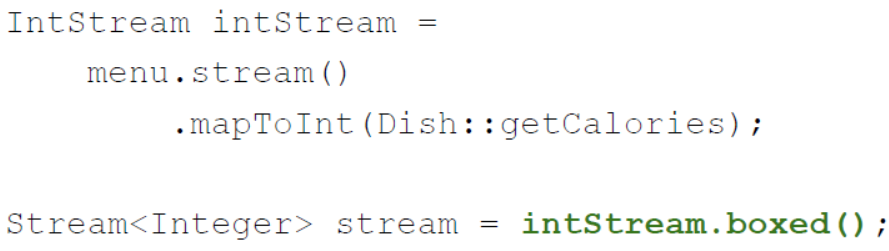 IntStream intStream =
menu.stream()
.mapToInt(Dish::getCalories);
Stream<Integer> stream = intStream.boxed();